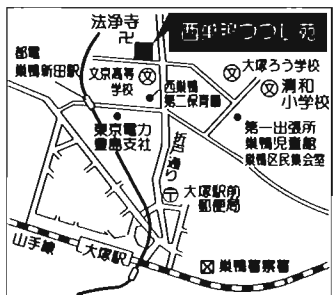 法浄寺
西巣鴨つつじ苑
都電
巣鴨新田駅
文京高等
学校
西巣鴨
第二保育園
大塚ろう学校
清和
小学校
東京電力
豊島支社
折戸通り
第一出張所
巣鴨児童館
巣鴨区民集会室
大塚駅前
郵便局
山手線
大塚駅
巣鴨警察署